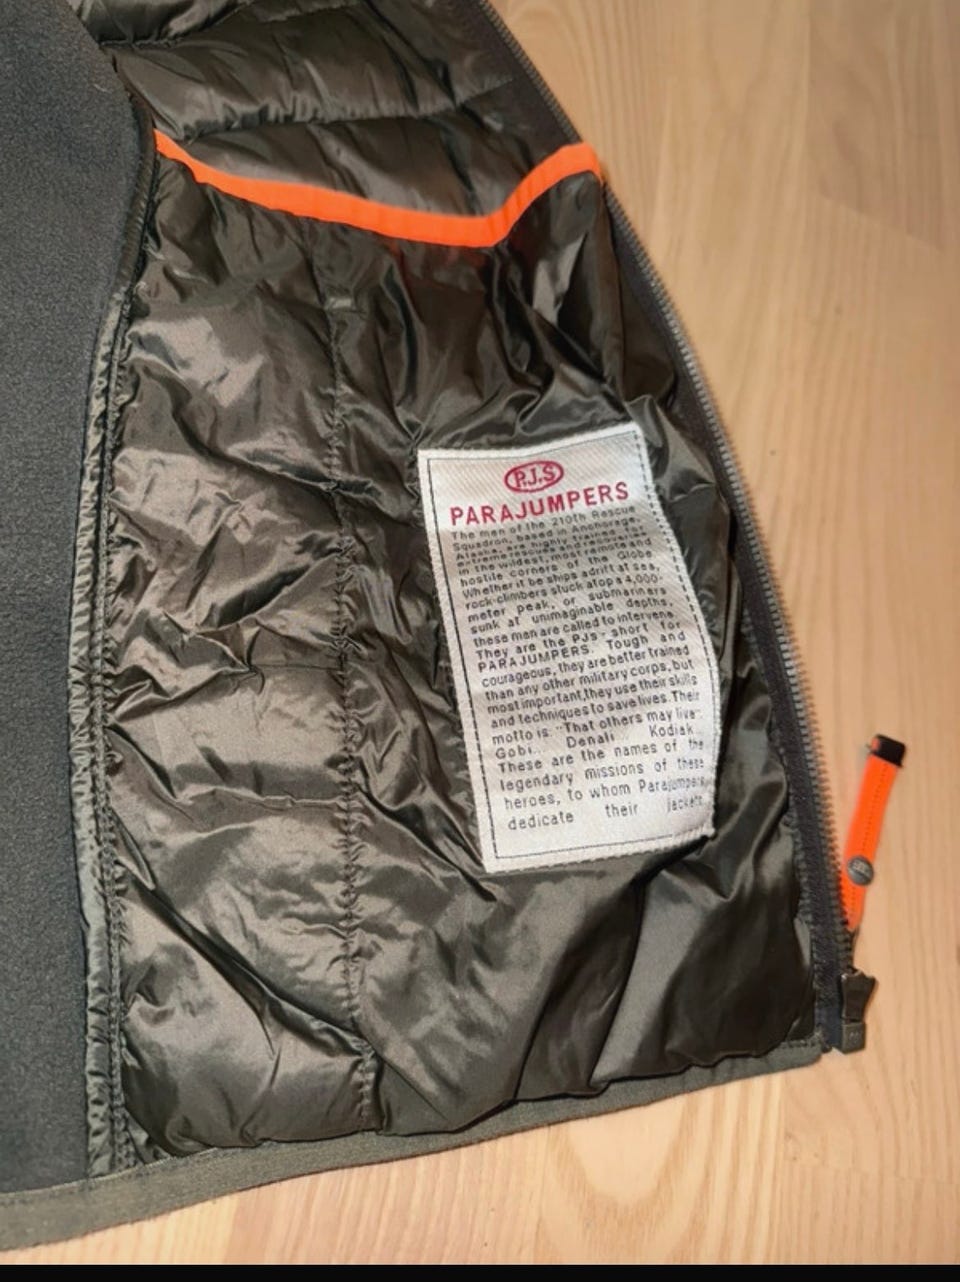 P.J.S
PARAJUMPERS
The men of the 210th Rescue
Squadron, based in Anchorage,
Alaska, are highly trained for
extreme rescues and recoveries
in the wildest, most remote and
hostile corners of the Globe.
Whether it be ships adrift at sea,
rock-climbers stuck atop a 4,000-
meter peak, or submariners
sunk at unimaginable depths,
these men are called to intervene.
They are the PJs - short for
PARAJUMPERS. Tough and
courageous, they are better trained
than any other military corps, but
most important, they use their skills
and techniques to save lives. Their
motto is: "That others may live".
Gobi... Denali... Kodiak...
These are the names of the
legendary missions of these
heroes, to whom Parajumpers
dedicate their jackets.